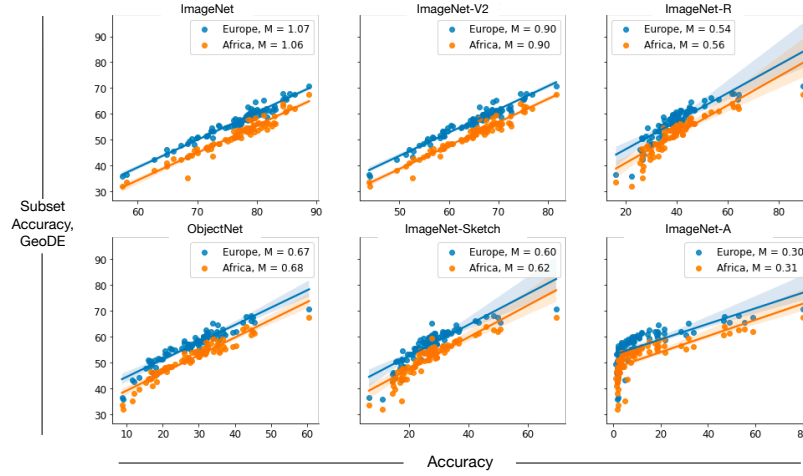 ImageNet
ImageNet-V2
ImageNet-R
Europe, M = 1.07
Africa, M = 1.06
Europe, M = 0.90
Africa, M = 0.90
Europe, M = 0.54
Africa, M = 0.56
90
80
70
60
50
40
30
60
70
80
90
50
60
70
80
20
40
60
80
Subset
Accuracy,
GeoDE
ObjectNet
ImageNet-Sketch
ImageNet-A
Europe, M = 0.67
Africa, M = 0.68
Europe, M = 0.60
Africa, M = 0.62
Europe, M = 0.30
Africa, M = 0.31
90
80
70
60
50
40
30
10
20
30
40
50
60
20
40
60
0
20
40
60
80
Accuracy